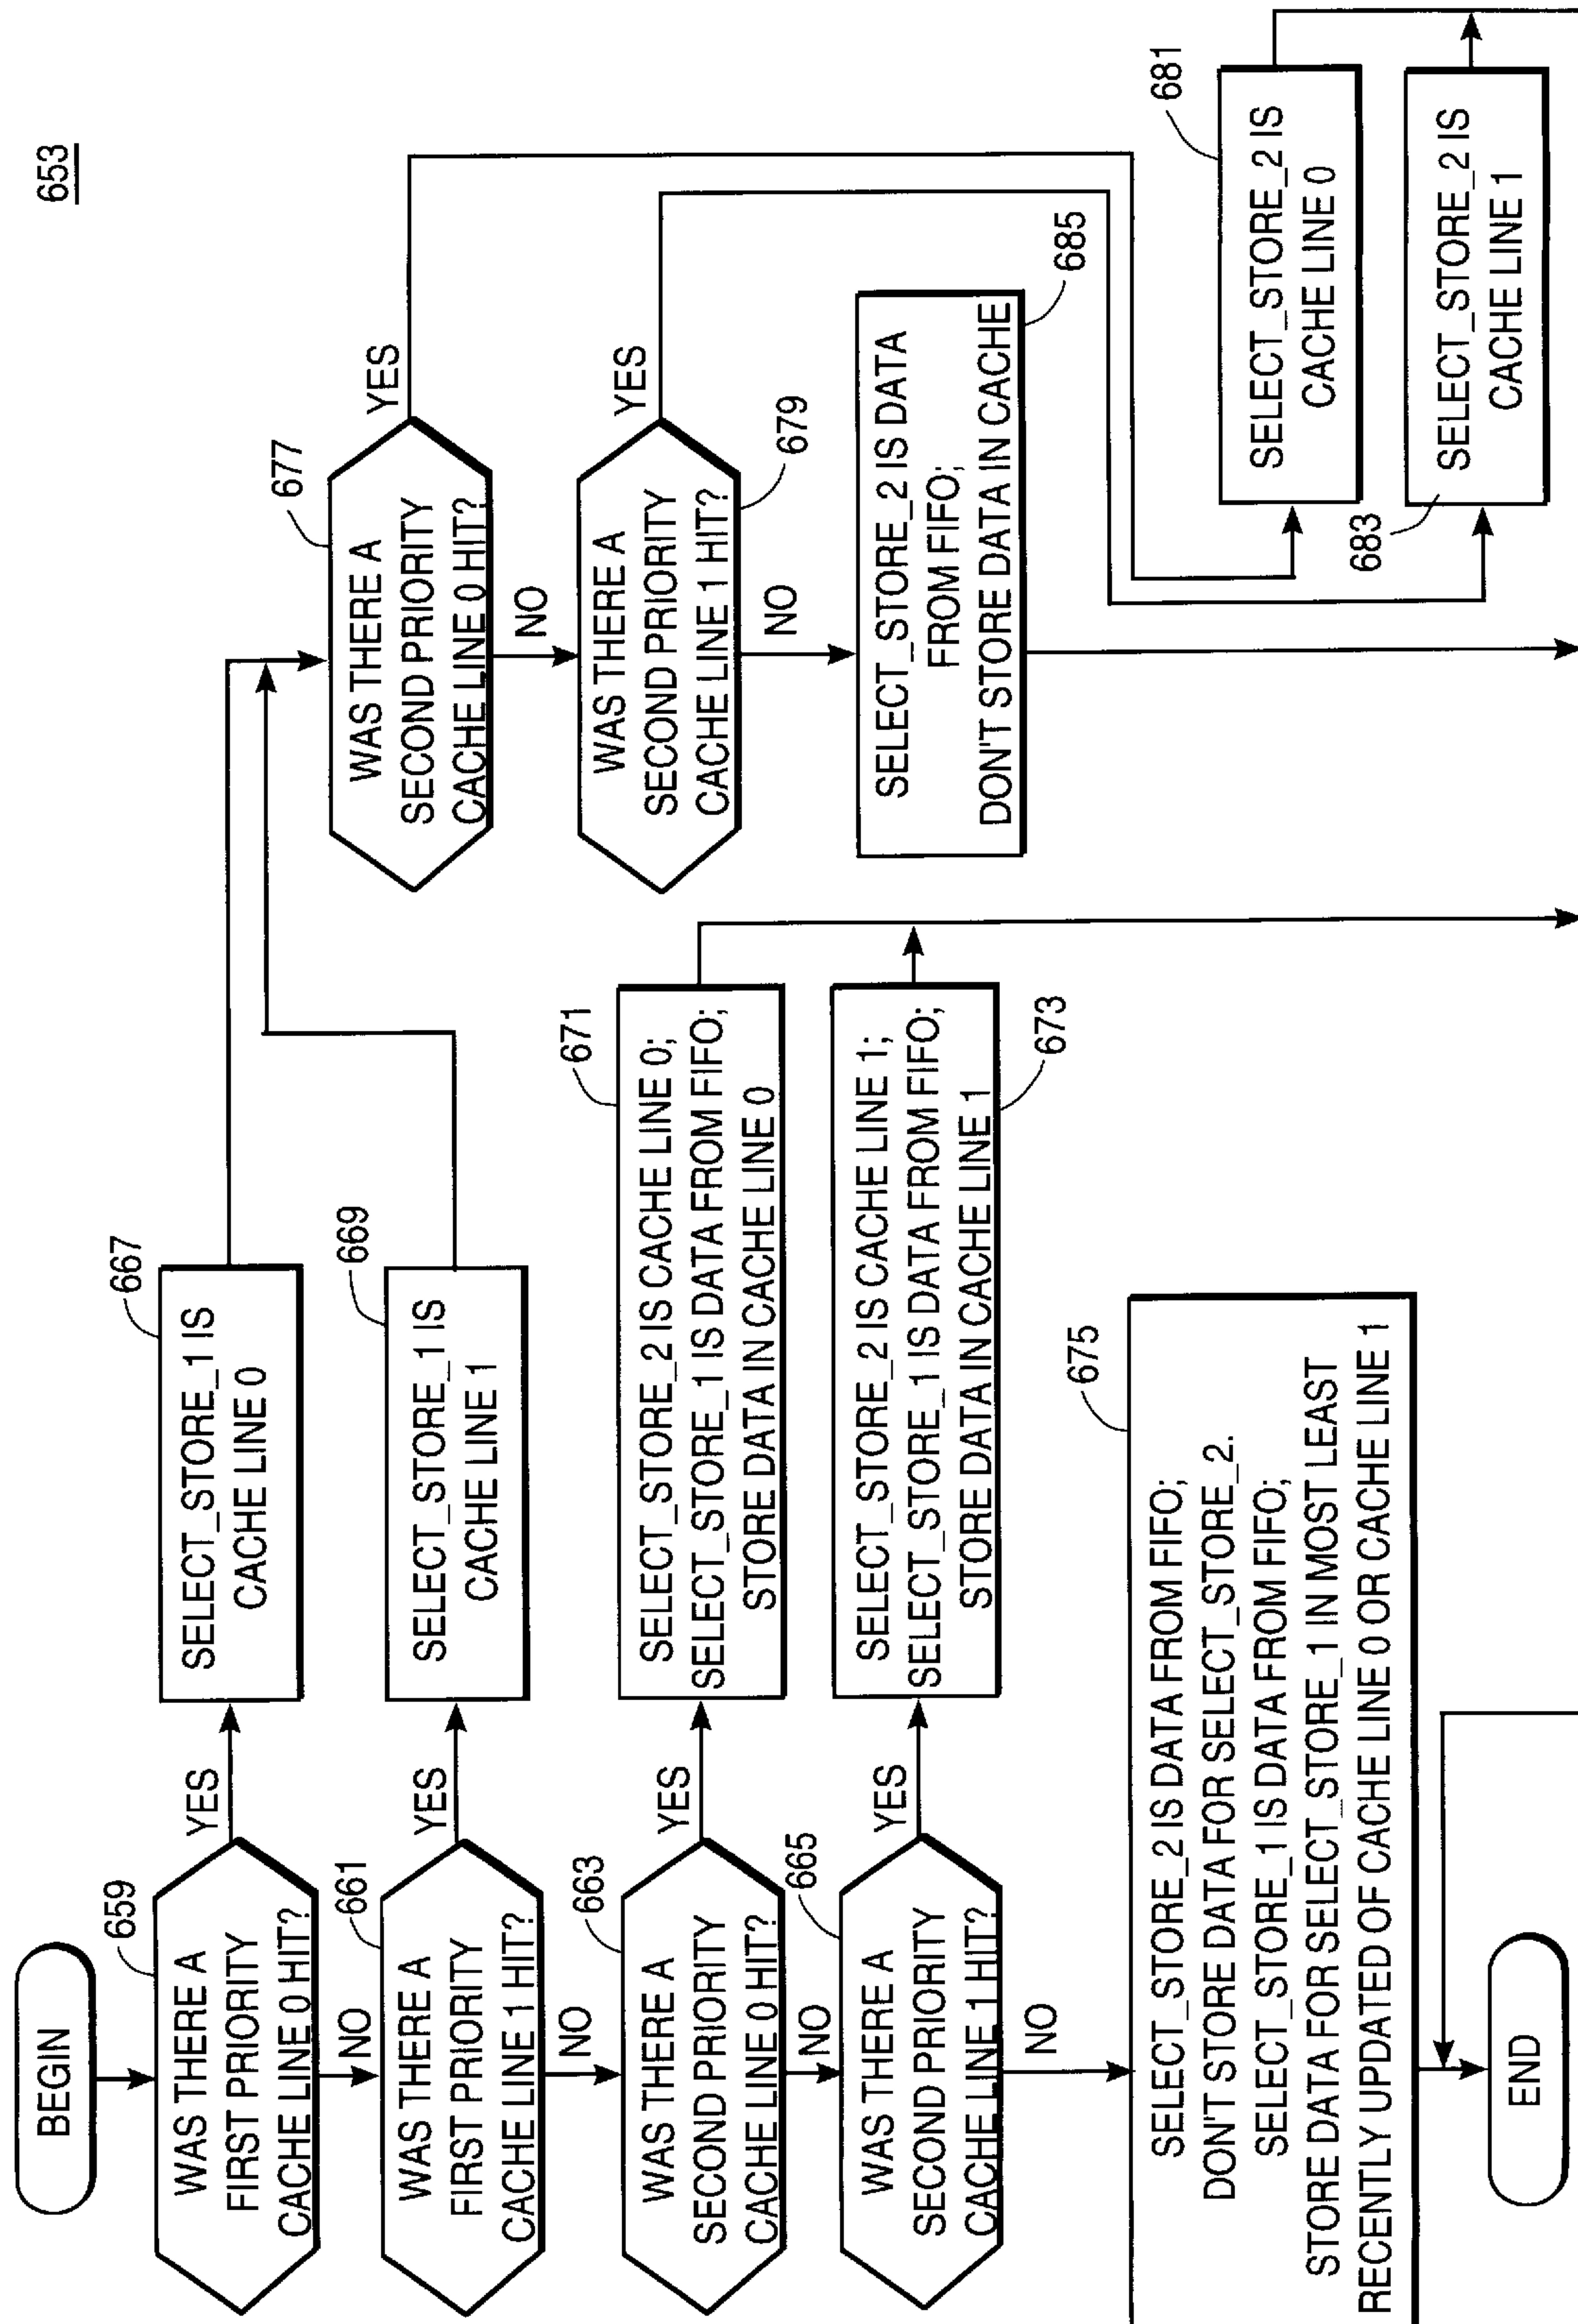 653
BEGIN
659
WAS THERE A
FIRST PRIORITY
CACHE LINE 0 HIT?
YES
NO
667
SELECT_STORE_1 IS
CACHE LINE 0
661
WAS THERE A
FIRST PRIORITY
CACHE LINE 1 HIT?
YES
NO
669
SELECT_STORE_1 IS
CACHE LINE 1
663
WAS THERE A
SECOND PRIORITY
CACHE LINE 0 HIT?
YES
NO
671
SELECT_STORE_2 IS CACHE LINE 0;
SELECT_STORE_1 IS DATA FROM FIFO;
STORE DATA IN CACHE LINE 0
665
WAS THERE A
SECOND PRIORITY
CACHE LINE 1 HIT?
YES
NO
673
SELECT_STORE_2 IS CACHE LINE 1;
SELECT_STORE_1 IS DATA FROM FIFO;
STORE DATA IN CACHE LINE 1
675
SELECT_STORE_2 IS DATA FROM FIFO;
DON'T STORE DATA FOR SELECT_STORE_2.
SELECT_STORE_1 IS DATA FROM FIFO;
STORE DATA FOR SELECT_STORE_1 IN MOST LEAST
RECENTLY UPDATED OF CACHE LINE 0 OR CACHE LINE 1
END
677
WAS THERE A
SECOND PRIORITY
CACHE LINE 0 HIT?
YES
NO
679
WAS THERE A
SECOND PRIORITY
CACHE LINE 1 HIT?
YES
NO
685
SELECT_STORE_2 IS DATA
FROM FIFO;
DON'T STORE DATA IN CACHE
681
SELECT_STORE_2 IS
CACHE LINE 0
683
SELECT_STORE_2 IS
CACHE LINE 1